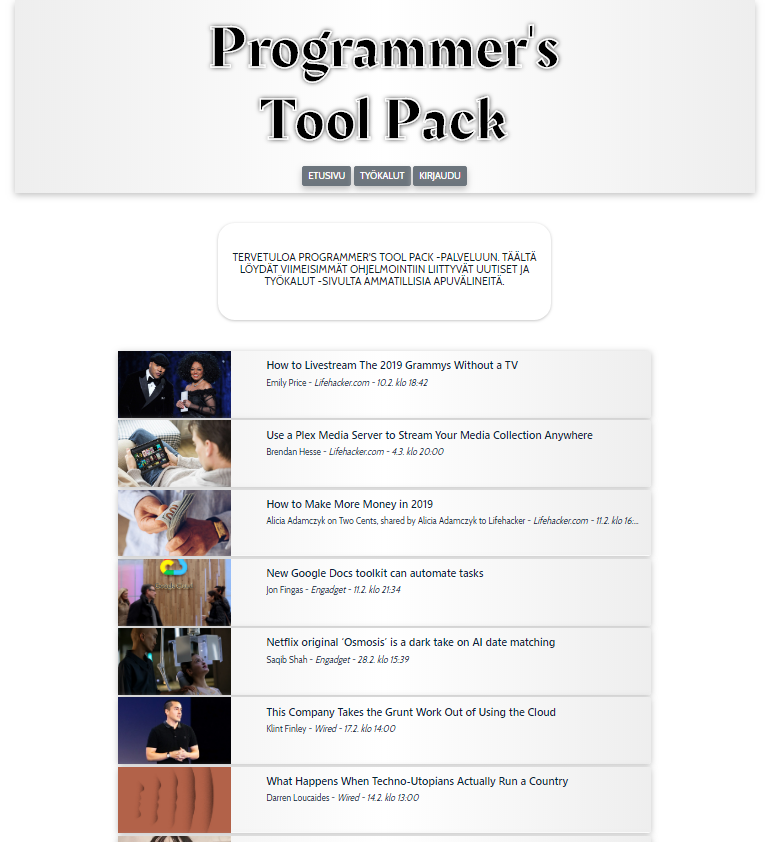 Programmer's
Tool Pack
ETUSIVU TYÖKALUT KIRJAUDU
TERVETULOA PROGRAMMER'S TOOL PACK -PALVELUUN. TÄÄLTÄ
LÖYDÄT VIIMEISIMMÄT OHJELMOINTIIN LIITTYVÄT UUTISET JA
TYÖKALUT -SIVULTA AMMATILLISIA APUVÄLINEITÄ.
How to Livestream The 2019 Grammys Without a TV
Emily Price - Lifehacker.com - 10.2. klo 18:42
Use a Plex Media Server to Stream Your Media Collection Anywhere
Brendan Hesse - Lifehacker.com - 4.3. klo 20:00
How to Make More Money in 2019
Alicia Adamczyk on Two Cents, shared by Alicia Adamczyk to Lifehacker - Lifehacker.com - 11.2. klo 16:...
New Google Docs toolkit can automate tasks
Jon Fingas - Engadget - 11.2. klo 21:34
Netflix original ‘Osmosis’ is a dark take on AI date matching
Saqib Shah - Engadget - 28.2. klo 15:39
This Company Takes the Grunt Work Out of Using the Cloud
Klint Finley - Wired - 17.2. klo 14:00
What Happens When Techno-Utopians Actually Run a Country
Darren Loucaides - Wired - 14.2. klo 13:00